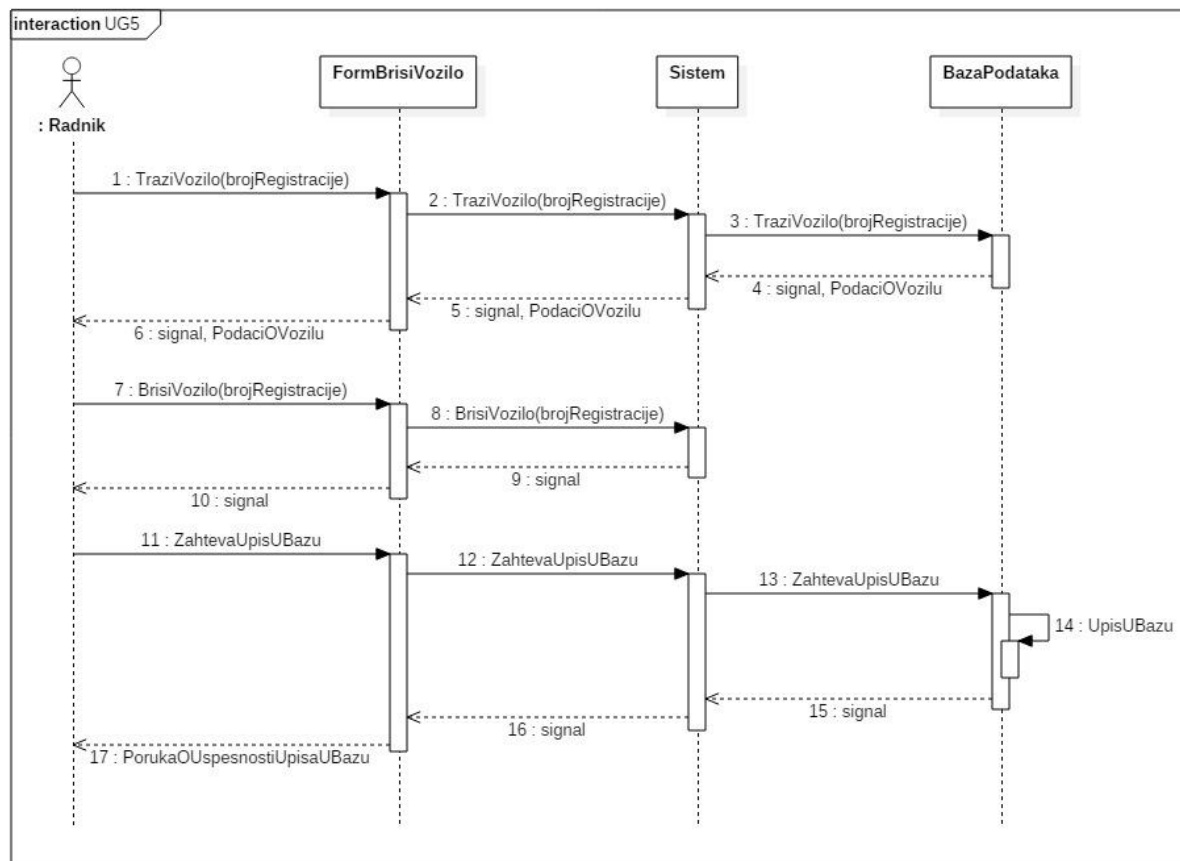 interaction UG5
FormBrisiVozilo
Sistem
BazaPodataka
: Radnik
1 : TraziVozilo(brojRegistracije)
2 : TraziVozilo(brojRegistracije)
3 : TraziVozilo(brojRegistracije)
4 : signal, PodaciOVozilu
5 : signal, PodaciOVozilu
6 : signal, PodaciOVozilu
7 : BrisiVozilo(brojRegistracije)
8 : BrisiVozilo(brojRegistracije)
9 : signal
10 : signal
11 : ZahtevaUpisUBazu
12 : ZahtevaUpisUBazu
13 : ZahtevaUpisUBazu
14 : UpisUBazu
15 : signal
16 : signal
17 : PorukaOUspesnostiUpisaUBazu